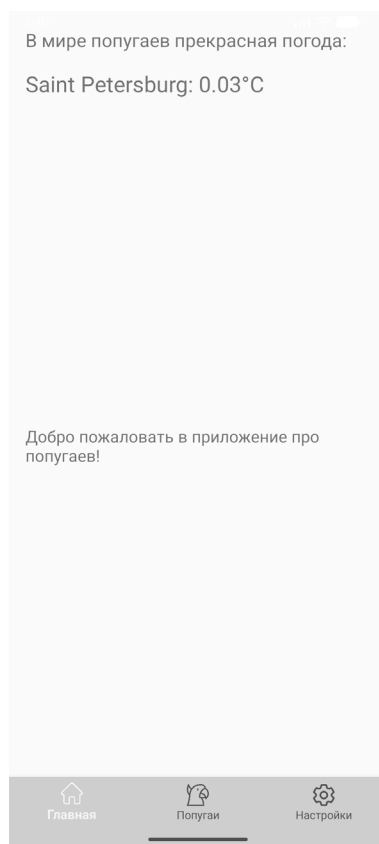 В мире попугаев прекрасная погода:
Saint Petersburg: 0.03°C
Добро пожаловать в приложение про
попугаев!
Главная
Попугаи
Настройки